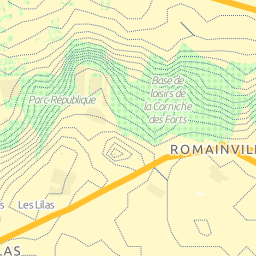 Base de
loisirs de
la Corniche
des Forts
Parc République
ROMAINVILL
Les Lilas
LAS